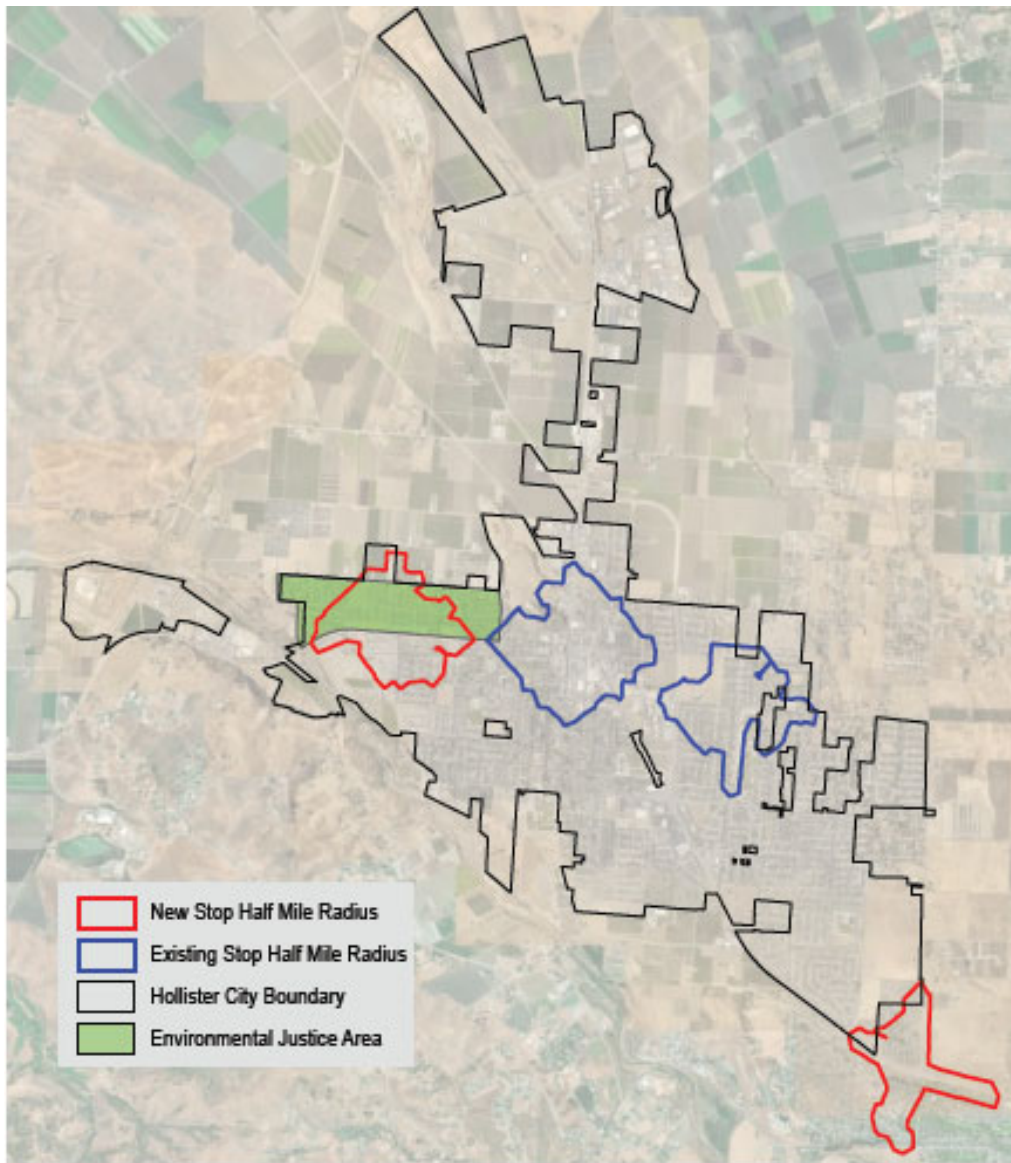 New Stop Half Mile Radius
Existing Stop Half Mile Radius
Hollister City Boundary
Environmental Justice Area